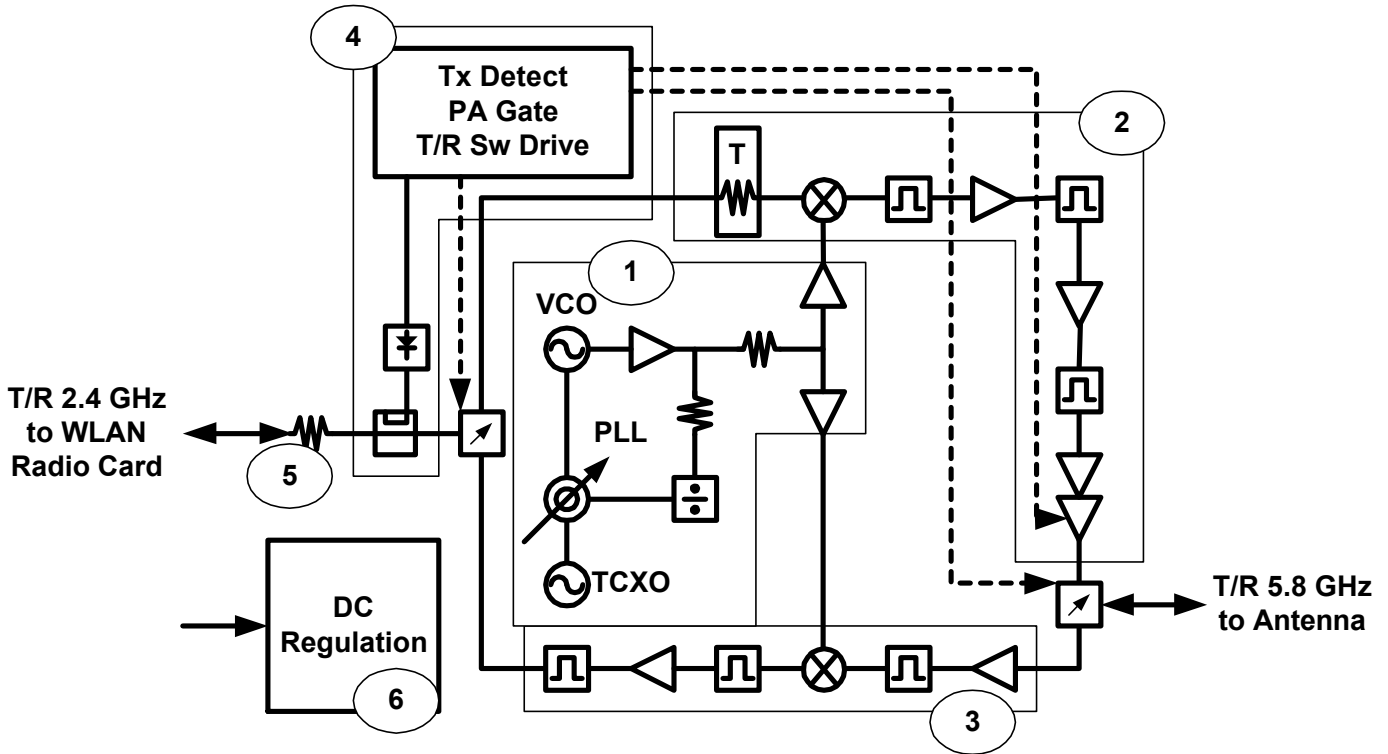 4
Tx Detect
PA Gate
T/R Sw Drive
2
T
1
VCO
T/R 2.4 GHz
to WLAN
Radio Card
PLL
5
÷
TCXO
DC
Regulation
T/R 5.8 GHz
to Antenna
6
3